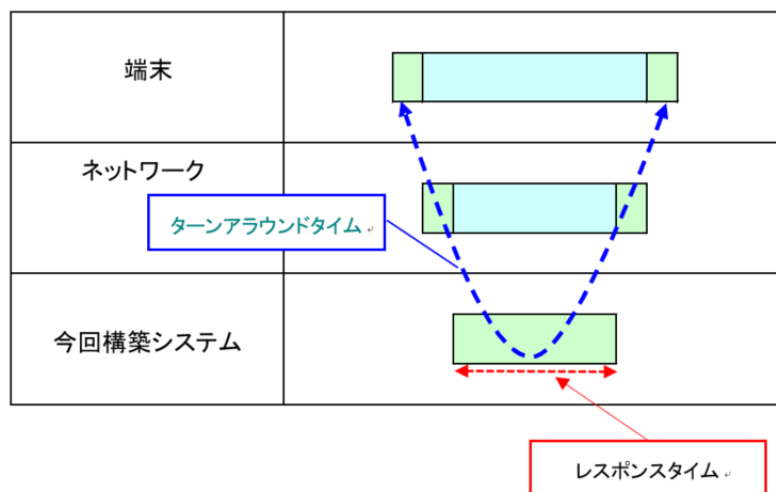 端末
ネットワーク
ターンアラウンドタイム
今回構築システム
レスポンスタイム